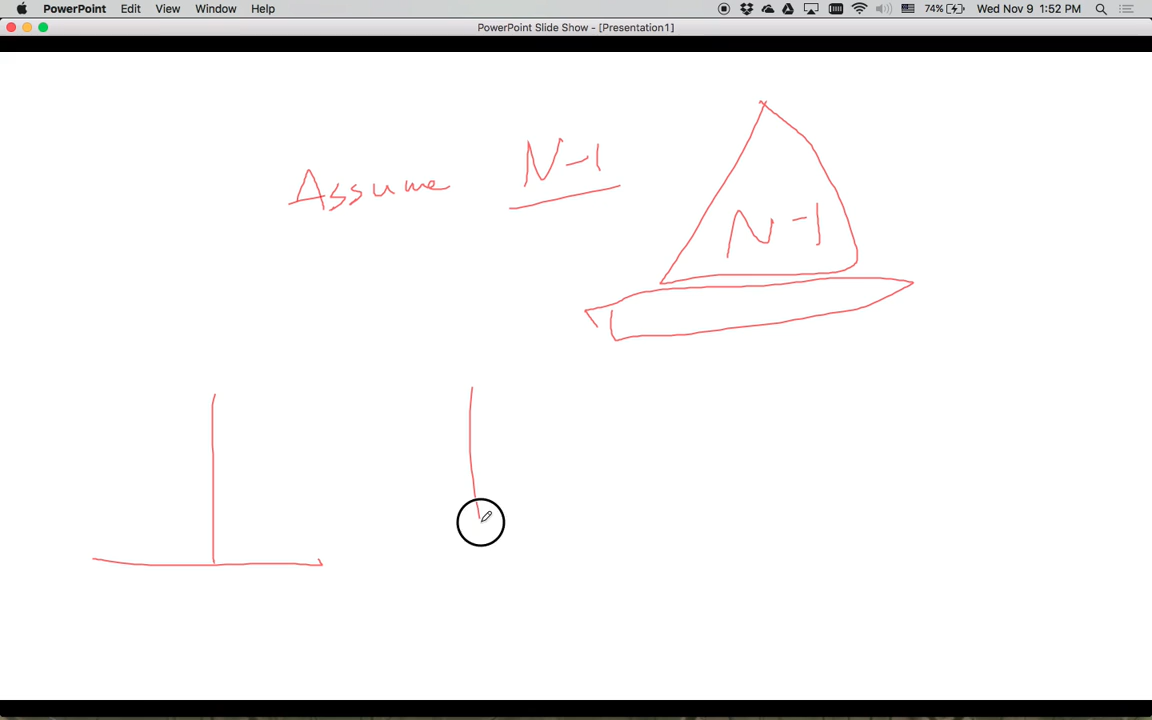 PowerPoint Edit View Window Help 74% Wed Nov 9 1:52 PM
PowerPoint Slide Show - [Presentation1]
Assume N-1
N-1